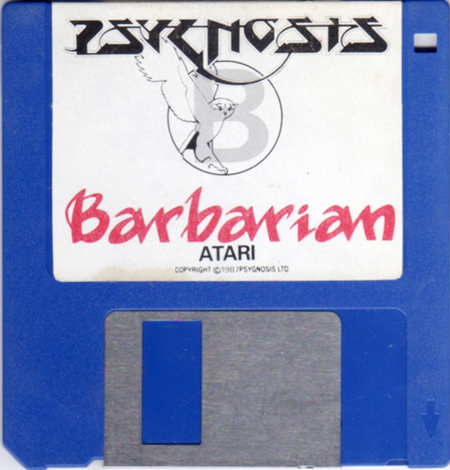 PSYGNOSIS
B
Barbarian
ATARI
COPYRIGHT ©1987 PSYGNOSIS LTD